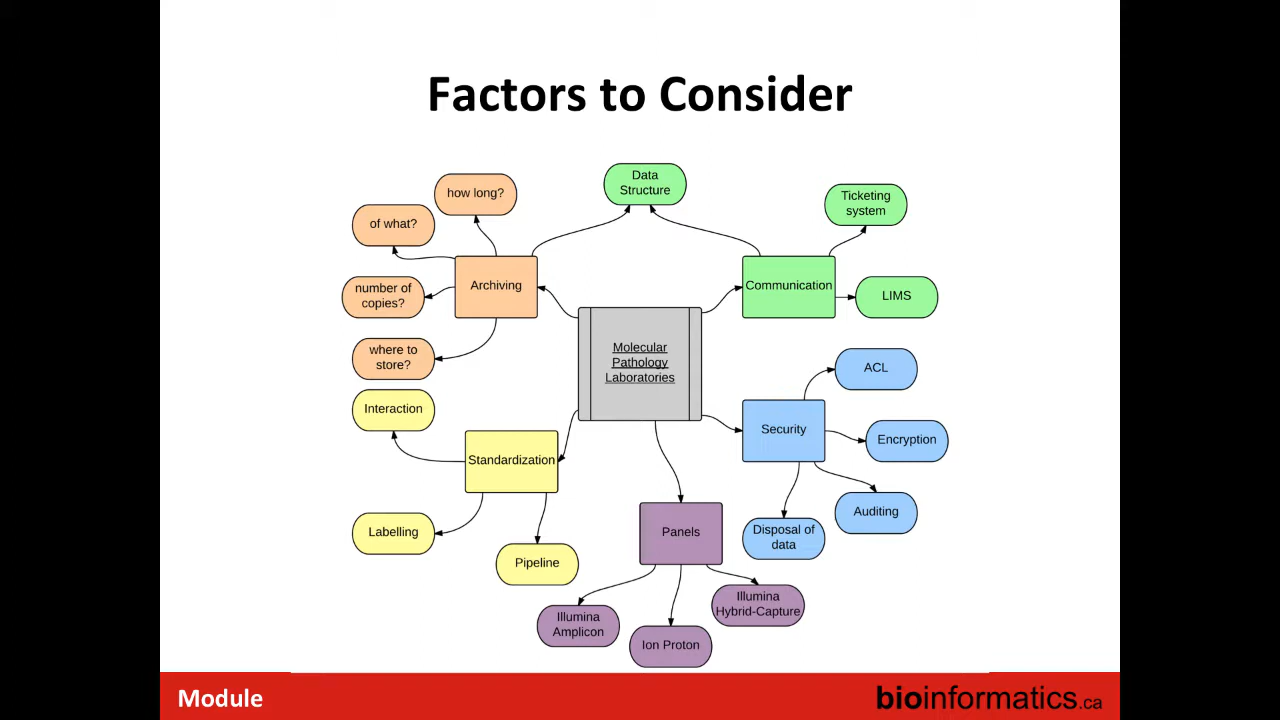 Factors to Consider
Data
Structure
how long?
of what?
number of
copies?
where to
store?
Archiving
Ticketing
system
Communication
LIMS
Molecular
Pathology
Laboratories
ACL
Security
Encryption
Auditing
Disposal of
data
Interaction
Standardization
Labelling
Pipeline
Panels
Illumina
Amplicon
Ion Proton
Illumina
Hybrid-Capture
Module
bioinformatics.ca